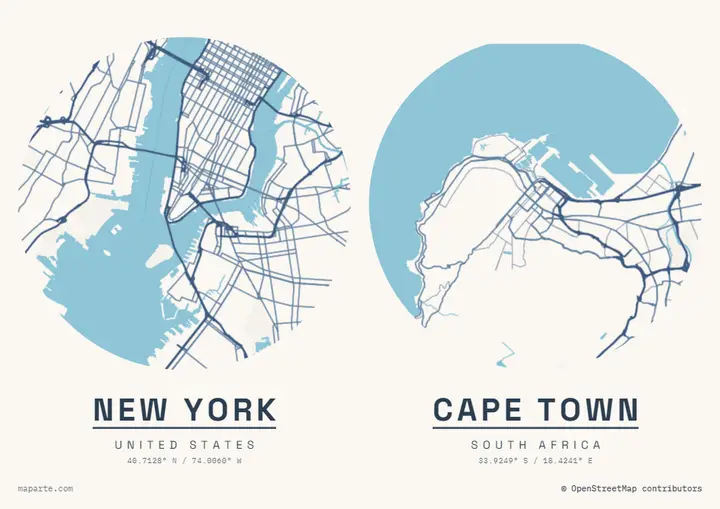 NEW YORK
UNITED STATES
40.7128° N / 74.0060° W
CAPE TOWN
SOUTH AFRICA
33.9249° S / 18.4241° E
maparte.com
© OpenStreetMap contributors